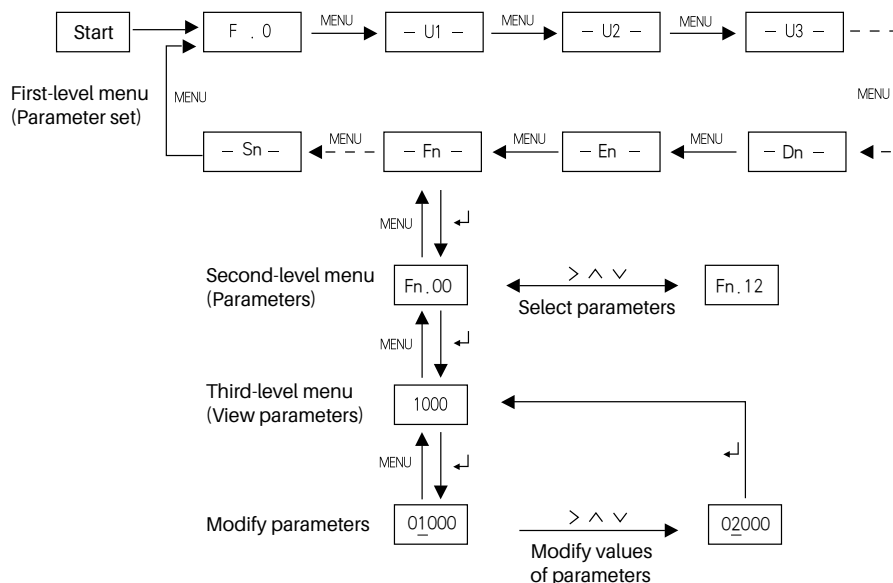 Start
F . 0
MENU
– U1 –
MENU
– U2 –
MENU
– U3 –
First-level menu
(Parameter set)
MENU
MENU
– Sn –
MENU
– Fn –
MENU
– En –
MENU
– Dn –
MENU
Second-level menu
(Parameters)
Fn.00
> ∧ ∨
Select parameters
Fn.12
MENU
Third-level menu
(View parameters)
1000
MENU
Modify parameters
01000
> ∧ ∨
Modify values
of parameters
02000